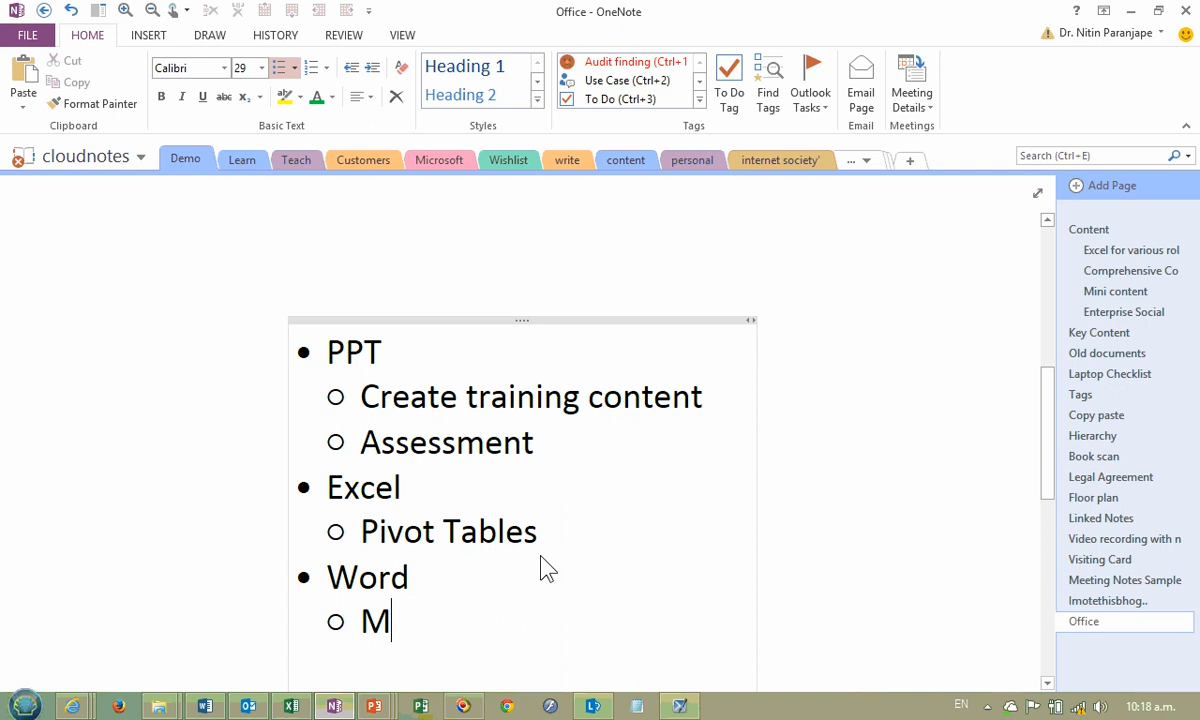 Office - OneNote
?
FILE HOME INSERT DRAW HISTORY REVIEW VIEW
Dr. Nitin Paranjape
Paste
Cut
Copy
Format Painter
Clipboard
Calibri 29
B I U abc X₂ A
Basic Text
Heading 1
Heading 2
Styles
Audit finding (Ctrl+1
Use Case (Ctrl+2)
To Do (Ctrl+3)
Tags
To Do
Tag
Find
Tags
Outlook
Tasks
Email
Page
Email
Meeting
Details
Meetings
cloudnotes
Demo Learn Teach Customers Microsoft Wishlist write content personal internet society' ...
Search (Ctrl+E)
Add Page
Content
Excel for various rol
Comprehensive Co
Mini content
Enterprise Social
Key Content
Old documents
Laptop Checklist
Tags
Copy paste
Hierarchy
Book scan
Legal Agreement
Floor plan
Linked Notes
Video recording with n
Visiting Card
Meeting Notes Sample
Imotethisbhog..
Office
• PPT
○ Create training content
○ Assessment
• Excel
○ Pivot Tables
• Word
○ M
EN
10:18 a.m.